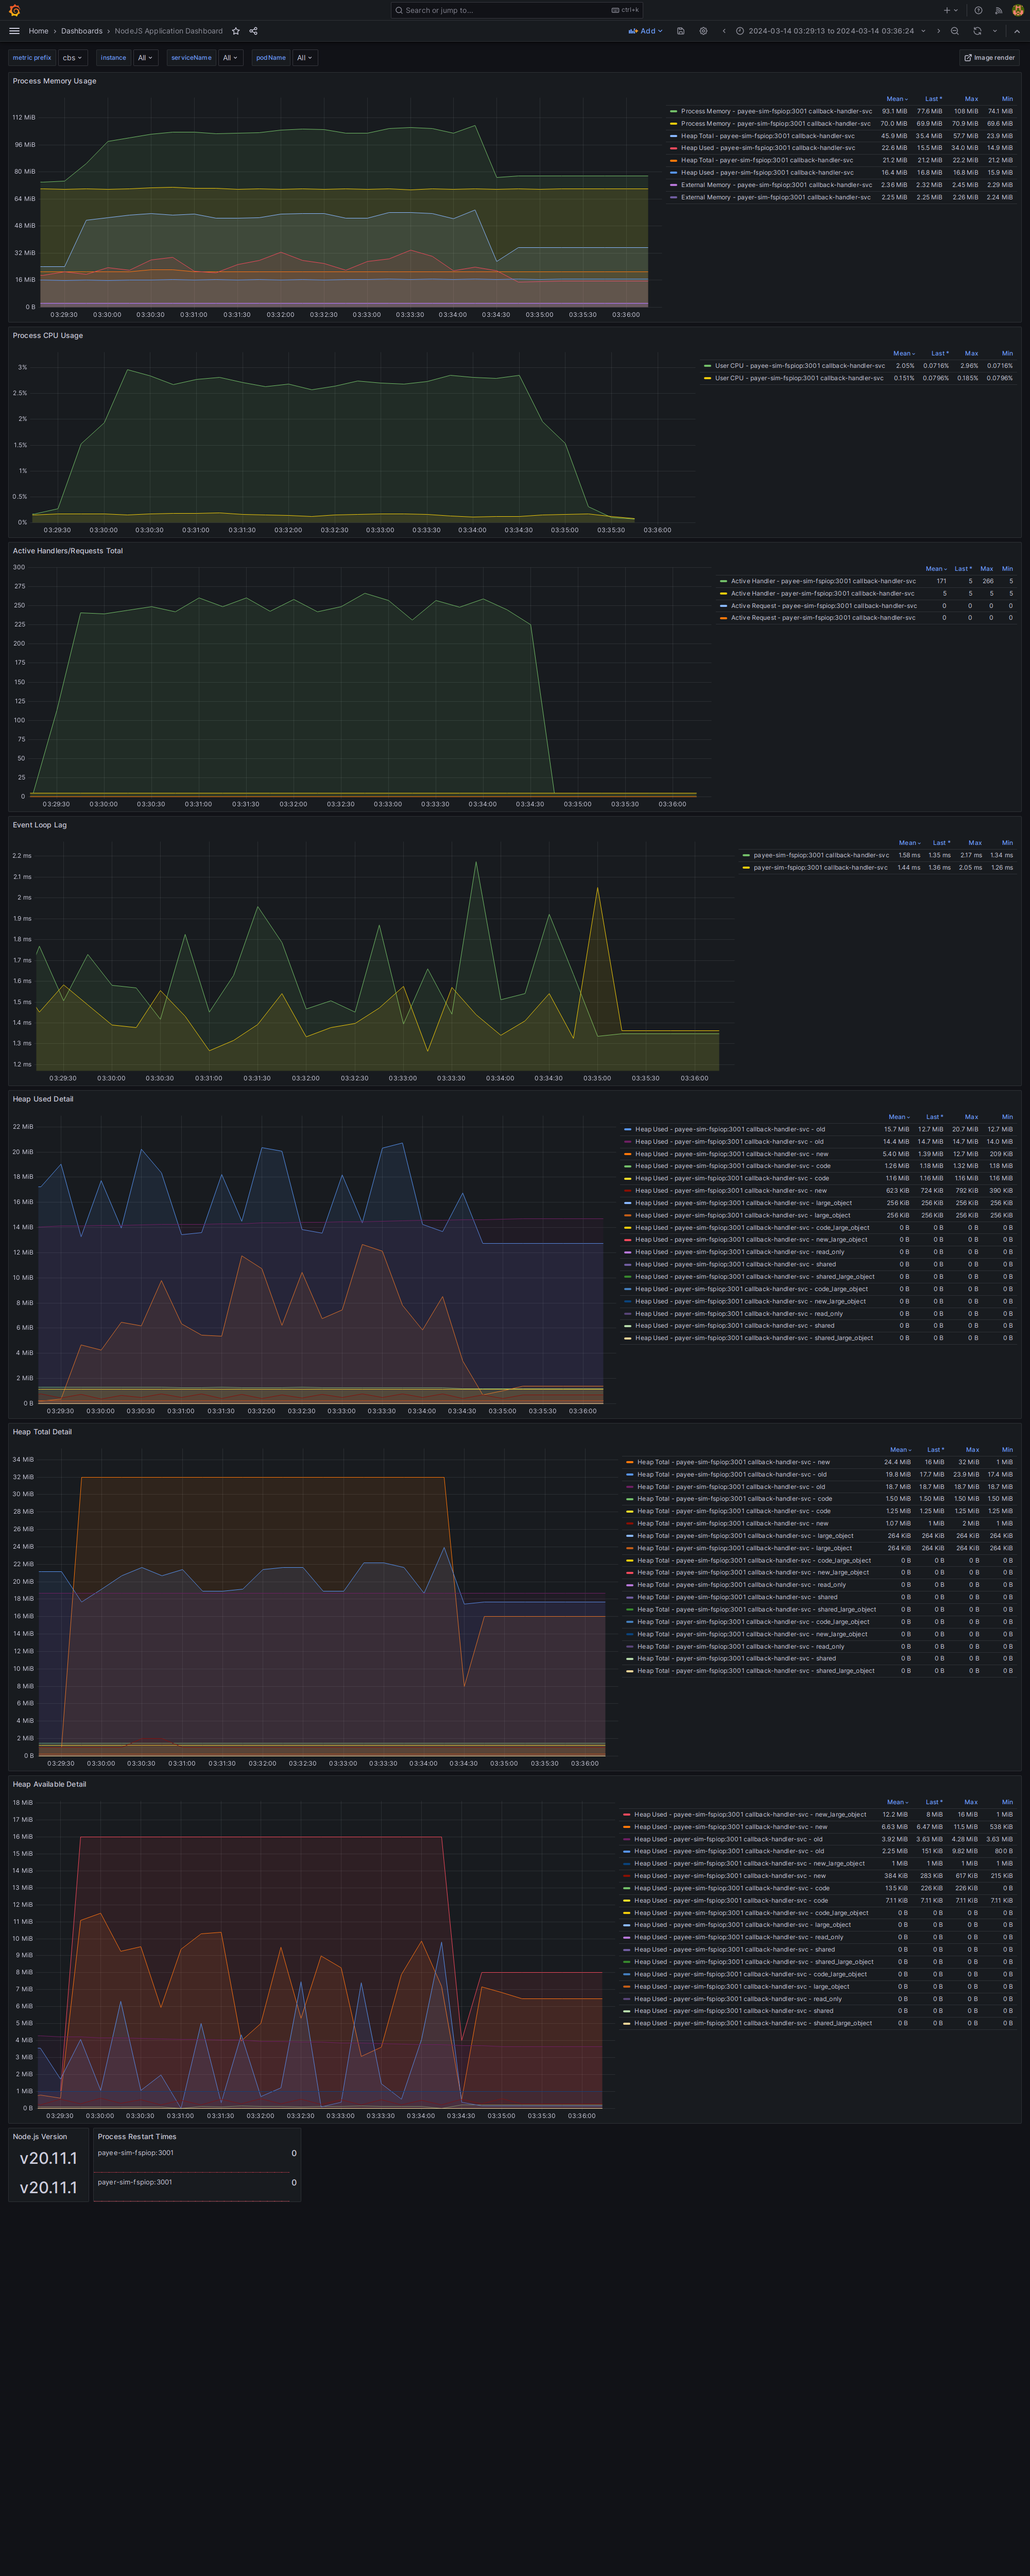 Search or jump to... ctrl+k
Home › Dashboards › NodeJS Application Dashboard Add 2024-03-14 03:29:13 to 2024-03-14 03:36:24
metric prefix cbs instance All serviceName All podName All Image render
Process Memory Usage
Mean Last * Max Min
Process Memory - payee-sim-fspiop:3001 callback-handler-svc 93.1 MiB 77.6 MiB 108 MiB 74.1 MiB
Process Memory - payer-sim-fspiop:3001 callback-handler-svc 70.0 MiB 69.9 MiB 70.9 MiB 69.6 MiB
Heap Total - payee-sim-fspiop:3001 callback-handler-svc 45.9 MiB 35.4 MiB 57.7 MiB 23.9 MiB
Heap Used - payee-sim-fspiop:3001 callback-handler-svc 22.6 MiB 15.5 MiB 34.0 MiB 14.9 MiB
Heap Total - payer-sim-fspiop:3001 callback-handler-svc 21.2 MiB 21.2 MiB 22.2 MiB 21.2 MiB
Heap Used - payer-sim-fspiop:3001 callback-handler-svc 16.4 MiB 16.8 MiB 16.8 MiB 15.9 MiB
External Memory - payee-sim-fspiop:3001 callback-handler-svc 2.36 MiB 2.32 MiB 2.45 MiB 2.29 MiB
External Memory - payer-sim-fspiop:3001 callback-handler-svc 2.25 MiB 2.25 MiB 2.26 MiB 2.24 MiB
112 MiB
96 MiB
80 MiB
64 MiB
48 MiB
32 MiB
16 MiB
0 B
03:29:30 03:30:00 03:30:30 03:31:00 03:31:30 03:32:00 03:32:30 03:33:00 03:33:30 03:34:00 03:34:30 03:35:00 03:35:30 03:36:00
Process CPU Usage
Mean Last * Max Min
User CPU - payee-sim-fspiop:3001 callback-handler-svc 2.05% 0.0716% 2.96% 0.0716%
User CPU - payer-sim-fspiop:3001 callback-handler-svc 0.151% 0.0796% 0.185% 0.0796%
3%
2.5%
2%
1.5%
1%
0.5%
0%
03:29:30 03:30:00 03:30:30 03:31:00 03:31:30 03:32:00 03:32:30 03:33:00 03:33:30 03:34:00 03:34:30 03:35:00 03:35:30 03:36:00
Active Handlers/Requests Total
Mean Last * Max Min
Active Handler - payee-sim-fspiop:3001 callback-handler-svc 171 5 266 5
Active Handler - payer-sim-fspiop:3001 callback-handler-svc 5 5 5 5
Active Request - payee-sim-fspiop:3001 callback-handler-svc 0 0 0 0
Active Request - payer-sim-fspiop:3001 callback-handler-svc 0 0 0 0
300
275
250
225
200
175
150
125
100
75
50
25
0
03:29:30 03:30:00 03:30:30 03:31:00 03:31:30 03:32:00 03:32:30 03:33:00 03:33:30 03:34:00 03:34:30 03:35:00 03:35:30 03:36:00
Event Loop Lag
Mean Last * Max Min
payee-sim-fspiop:3001 callback-handler-svc 1.58 ms 1.35 ms 2.17 ms 1.34 ms
payer-sim-fspiop:3001 callback-handler-svc 1.44 ms 1.36 ms 2.05 ms 1.26 ms
2.2 ms
2.1 ms
2 ms
1.9 ms
1.8 ms
1.7 ms
1.6 ms
1.5 ms
1.4 ms
1.3 ms
1.2 ms
03:29:30 03:30:00 03:30:30 03:31:00 03:31:30 03:32:00 03:32:30 03:33:00 03:33:30 03:34:00 03:34:30 03:35:00 03:35:30 03:36:00
Heap Used Detail
Mean Last * Max Min
Heap Used - payee-sim-fspiop:3001 callback-handler-svc - old 15.7 MiB 12.7 MiB 20.7 MiB 12.7 MiB
Heap Used - payer-sim-fspiop:3001 callback-handler-svc - old 14.4 MiB 14.7 MiB 14.7 MiB 14.0 MiB
Heap Used - payee-sim-fspiop:3001 callback-handler-svc - new 5.40 MiB 1.39 MiB 12.7 MiB 209 KiB
Heap Used - payee-sim-fspiop:3001 callback-handler-svc - code 1.26 MiB 1.18 MiB 1.32 MiB 1.18 MiB
Heap Used - payer-sim-fspiop:3001 callback-handler-svc - code 1.16 MiB 1.16 MiB 1.16 MiB 1.16 MiB
Heap Used - payer-sim-fspiop:3001 callback-handler-svc - new 623 KiB 724 KiB 792 KiB 390 KiB
Heap Used - payee-sim-fspiop:3001 callback-handler-svc - large_object 256 KiB 256 KiB 256 KiB 256 KiB
Heap Used - payer-sim-fspiop:3001 callback-handler-svc - large_object 256 KiB 256 KiB 256 KiB 256 KiB
Heap Used - payee-sim-fspiop:3001 callback-handler-svc - code_large_object 0 B 0 B 0 B 0 B
Heap Used - payee-sim-fspiop:3001 callback-handler-svc - new_large_object 0 B 0 B 0 B 0 B
Heap Used - payee-sim-fspiop:3001 callback-handler-svc - read_only 0 B 0 B 0 B 0 B
Heap Used - payee-sim-fspiop:3001 callback-handler-svc - shared 0 B 0 B 0 B 0 B
Heap Used - payee-sim-fspiop:3001 callback-handler-svc - shared_large_object 0 B 0 B 0 B 0 B
Heap Used - payer-sim-fspiop:3001 callback-handler-svc - code_large_object 0 B 0 B 0 B 0 B
Heap Used - payer-sim-fspiop:3001 callback-handler-svc - new_large_object 0 B 0 B 0 B 0 B
Heap Used - payer-sim-fspiop:3001 callback-handler-svc - read_only 0 B 0 B 0 B 0 B
Heap Used - payer-sim-fspiop:3001 callback-handler-svc - shared 0 B 0 B 0 B 0 B
Heap Used - payer-sim-fspiop:3001 callback-handler-svc - shared_large_object 0 B 0 B 0 B 0 B
22 MiB
20 MiB
18 MiB
16 MiB
14 MiB
12 MiB
10 MiB
8 MiB
6 MiB
4 MiB
2 MiB
0 B
03:29:30 03:30:00 03:30:30 03:31:00 03:31:30 03:32:00 03:32:30 03:33:00 03:33:30 03:34:00 03:34:30 03:35:00 03:35:30 03:36:00
Heap Total Detail
Mean Last * Max Min
Heap Total - payee-sim-fspiop:3001 callback-handler-svc - new 24.4 MiB 16 MiB 32 MiB 1 MiB
Heap Total - payee-sim-fspiop:3001 callback-handler-svc - old 19.8 MiB 17.7 MiB 23.9 MiB 17.4 MiB
Heap Total - payer-sim-fspiop:3001 callback-handler-svc - old 18.7 MiB 18.7 MiB 18.7 MiB 18.7 MiB
Heap Total - payee-sim-fspiop:3001 callback-handler-svc - code 1.50 MiB 1.50 MiB 1.50 MiB 1.50 MiB
Heap Total - payer-sim-fspiop:3001 callback-handler-svc - code 1.25 MiB 1.25 MiB 1.25 MiB 1.25 MiB
Heap Total - payer-sim-fspiop:3001 callback-handler-svc - new 1.07 MiB 1 MiB 2 MiB 1 MiB
Heap Total - payee-sim-fspiop:3001 callback-handler-svc - large_object 264 KiB 264 KiB 264 KiB 264 KiB
Heap Total - payer-sim-fspiop:3001 callback-handler-svc - large_object 264 KiB 264 KiB 264 KiB 264 KiB
Heap Total - payee-sim-fspiop:3001 callback-handler-svc - code_large_object 0 B 0 B 0 B 0 B
Heap Total - payee-sim-fspiop:3001 callback-handler-svc - new_large_object 0 B 0 B 0 B 0 B
Heap Total - payee-sim-fspiop:3001 callback-handler-svc - read_only 0 B 0 B 0 B 0 B
Heap Total - payee-sim-fspiop:3001 callback-handler-svc - shared 0 B 0 B 0 B 0 B
Heap Total - payee-sim-fspiop:3001 callback-handler-svc - shared_large_object 0 B 0 B 0 B 0 B
Heap Total - payer-sim-fspiop:3001 callback-handler-svc - code_large_object 0 B 0 B 0 B 0 B
Heap Total - payer-sim-fspiop:3001 callback-handler-svc - new_large_object 0 B 0 B 0 B 0 B
Heap Total - payer-sim-fspiop:3001 callback-handler-svc - read_only 0 B 0 B 0 B 0 B
Heap Total - payer-sim-fspiop:3001 callback-handler-svc - shared 0 B 0 B 0 B 0 B
Heap Total - payer-sim-fspiop:3001 callback-handler-svc - shared_large_object 0 B 0 B 0 B 0 B
34 MiB
32 MiB
30 MiB
28 MiB
26 MiB
24 MiB
22 MiB
20 MiB
18 MiB
16 MiB
14 MiB
12 MiB
10 MiB
8 MiB
6 MiB
4 MiB
2 MiB
0 B
03:29:30 03:30:00 03:30:30 03:31:00 03:31:30 03:32:00 03:32:30 03:33:00 03:33:30 03:34:00 03:34:30 03:35:00 03:35:30 03:36:00
Heap Available Detail
Mean Last * Max Min
Heap Used - payee-sim-fspiop:3001 callback-handler-svc - new_large_object 12.2 MiB 8 MiB 16 MiB 1 MiB
Heap Used - payee-sim-fspiop:3001 callback-handler-svc - new 6.63 MiB 6.47 MiB 11.5 MiB 538 KiB
Heap Used - payer-sim-fspiop:3001 callback-handler-svc - old 3.92 MiB 3.63 MiB 4.28 MiB 3.63 MiB
Heap Used - payee-sim-fspiop:3001 callback-handler-svc - old 2.25 MiB 151 KiB 9.82 MiB 800 B
Heap Used - payer-sim-fspiop:3001 callback-handler-svc - new_large_object 1 MiB 1 MiB 1 MiB 1 MiB
Heap Used - payer-sim-fspiop:3001 callback-handler-svc - new 384 KiB 283 KiB 617 KiB 215 KiB
Heap Used - payee-sim-fspiop:3001 callback-handler-svc - code 135 KiB 226 KiB 226 KiB 0 B
Heap Used - payer-sim-fspiop:3001 callback-handler-svc - code 7.11 KiB 7.11 KiB 7.11 KiB 7.11 KiB
Heap Used - payee-sim-fspiop:3001 callback-handler-svc - code_large_object 0 B 0 B 0 B 0 B
Heap Used - payee-sim-fspiop:3001 callback-handler-svc - large_object 0 B 0 B 0 B 0 B
Heap Used - payee-sim-fspiop:3001 callback-handler-svc - read_only 0 B 0 B 0 B 0 B
Heap Used - payee-sim-fspiop:3001 callback-handler-svc - shared 0 B 0 B 0 B 0 B
Heap Used - payee-sim-fspiop:3001 callback-handler-svc - shared_large_object 0 B 0 B 0 B 0 B
Heap Used - payer-sim-fspiop:3001 callback-handler-svc - code_large_object 0 B 0 B 0 B 0 B
Heap Used - payer-sim-fspiop:3001 callback-handler-svc - large_object 0 B 0 B 0 B 0 B
Heap Used - payer-sim-fspiop:3001 callback-handler-svc - read_only 0 B 0 B 0 B 0 B
Heap Used - payer-sim-fspiop:3001 callback-handler-svc - shared 0 B 0 B 0 B 0 B
Heap Used - payer-sim-fspiop:3001 callback-handler-svc - shared_large_object 0 B 0 B 0 B 0 B
18 MiB
17 MiB
16 MiB
15 MiB
14 MiB
13 MiB
12 MiB
11 MiB
10 MiB
9 MiB
8 MiB
7 MiB
6 MiB
5 MiB
4 MiB
3 MiB
2 MiB
1 MiB
0 B
03:29:30 03:30:00 03:30:30 03:31:00 03:31:30 03:32:00 03:32:30 03:33:00 03:33:30 03:34:00 03:34:30 03:35:00 03:35:30 03:36:00
Node.js Version
v20.11.1
v20.11.1
Process Restart Times
payee-sim-fspiop:3001 0
payer-sim-fspiop:3001 0